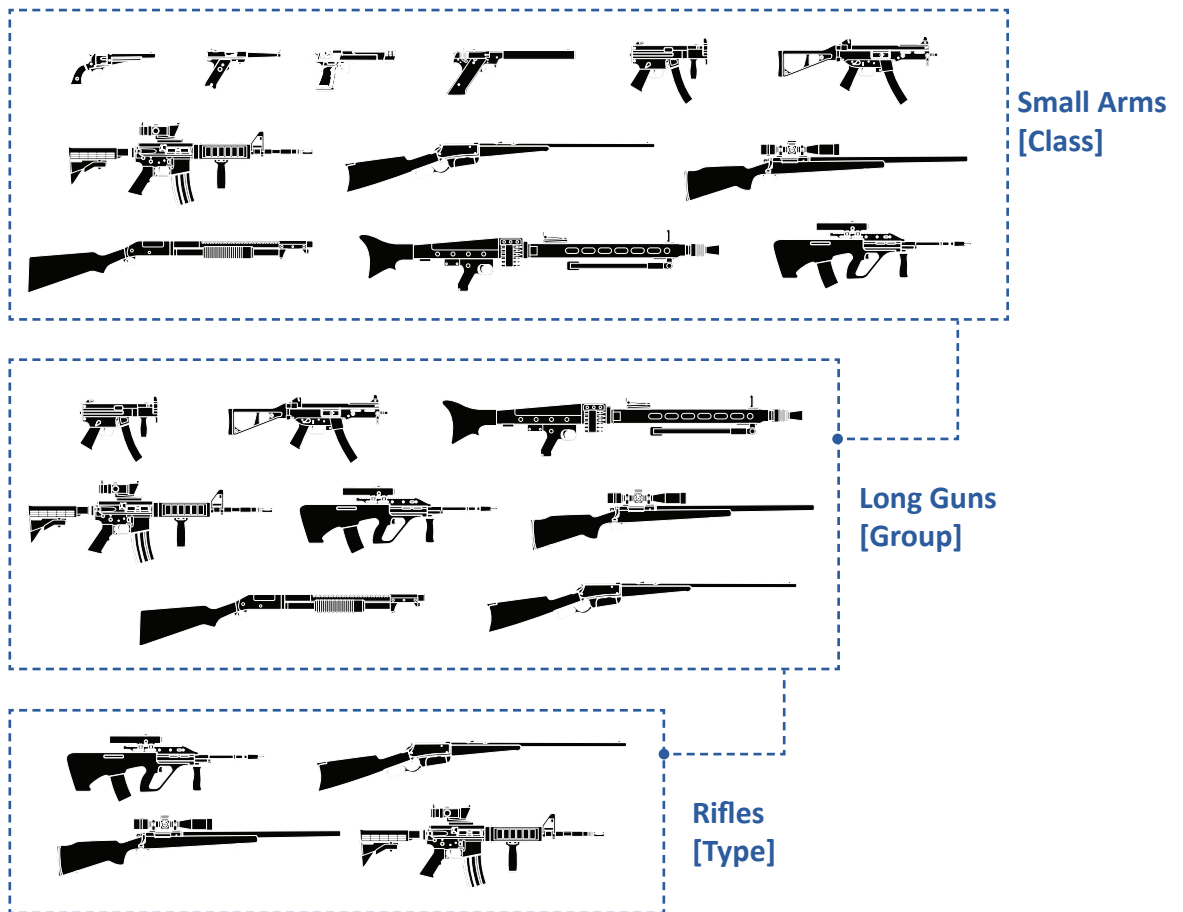 Small Arms
[Class]
Long Guns
[Group]
Rifles
[Type]